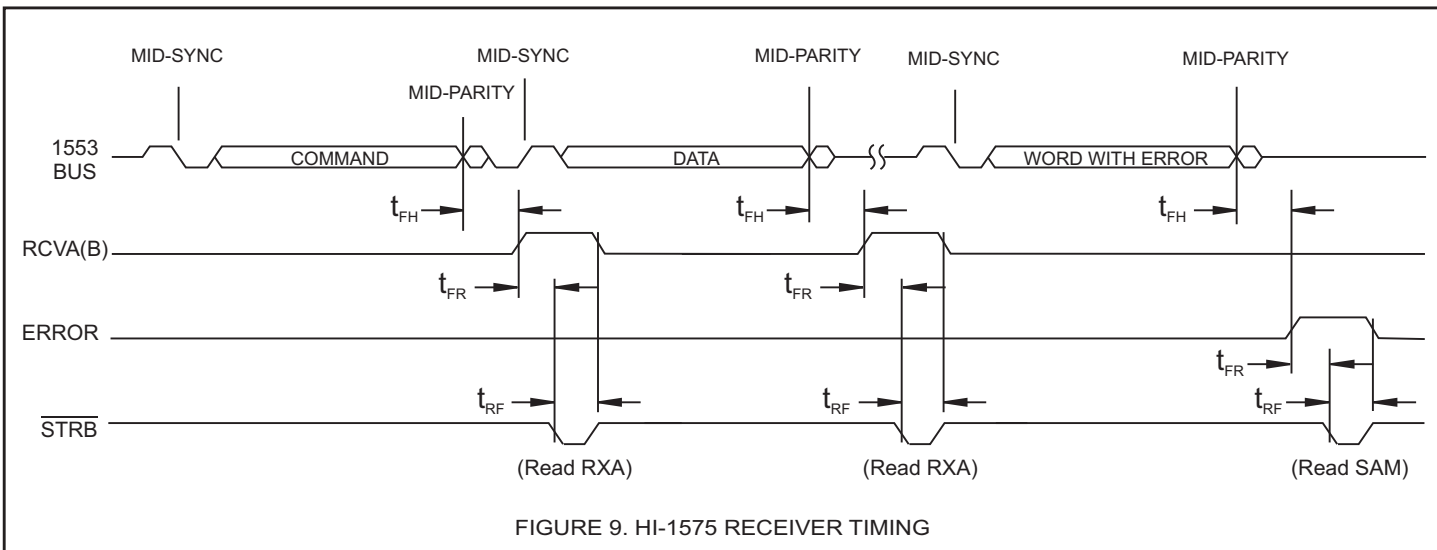 MID-SYNC MID-SYNC MID-PARITY MID-SYNC MID-PARITY
MID-PARITY
1553
BUS
COMMAND DATA WORD WITH ERROR
tFH tFH tFH
RCVA(B)
tFR tFR
ERROR
tFR
tRF tRF tRF
STRB
(Read RXA) (Read RXA) (Read SAM)
FIGURE 9. HI-1575 RECEIVER TIMING